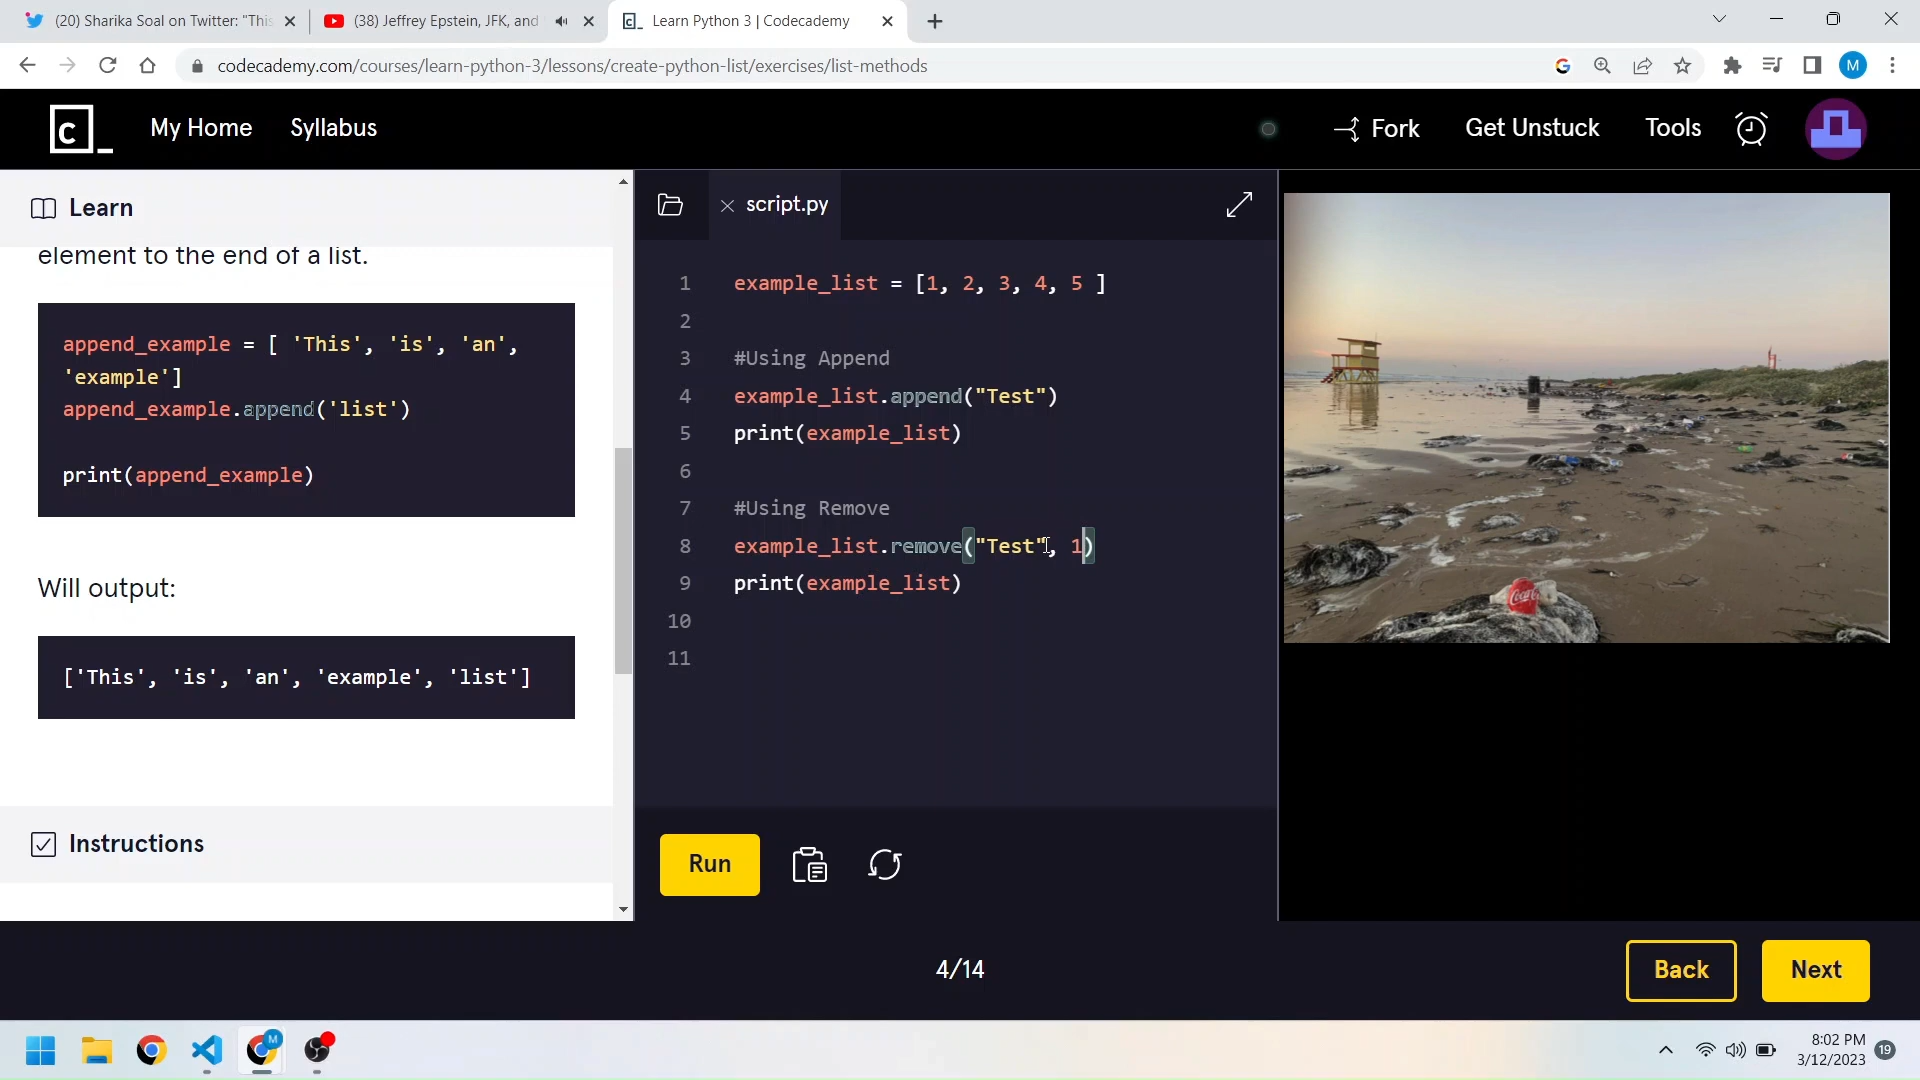 (20) Sharika Soal on Twitter: "This
(38) Jeffrey Epstein, JFK, and
Learn Python 3 | Codecademy
codecademy.com/courses/learn-python-3/lessons/create-python-list/exercises/list-methods
M
c_
My Home
Syllabus
Fork
Get Unstuck
Tools
Learn
element to the end of a list.
append_example = [ 'This', 'is', 'an',
'example']
append_example.append('list')
print(append_example)
Will output:
['This', 'is', 'an', 'example', 'list']
Instructions
script.py
1 example_list = [1, 2, 3, 4, 5 ]
2
3 #Using Append
4 example_list.append("Test")
5 print(example_list)
6
7 #Using Remove
8 example_list.remove("Test", 1)
9 print(example_list)
10
11
Run
4/14
Back
Next
M
8:02 PM
3/12/2023
19